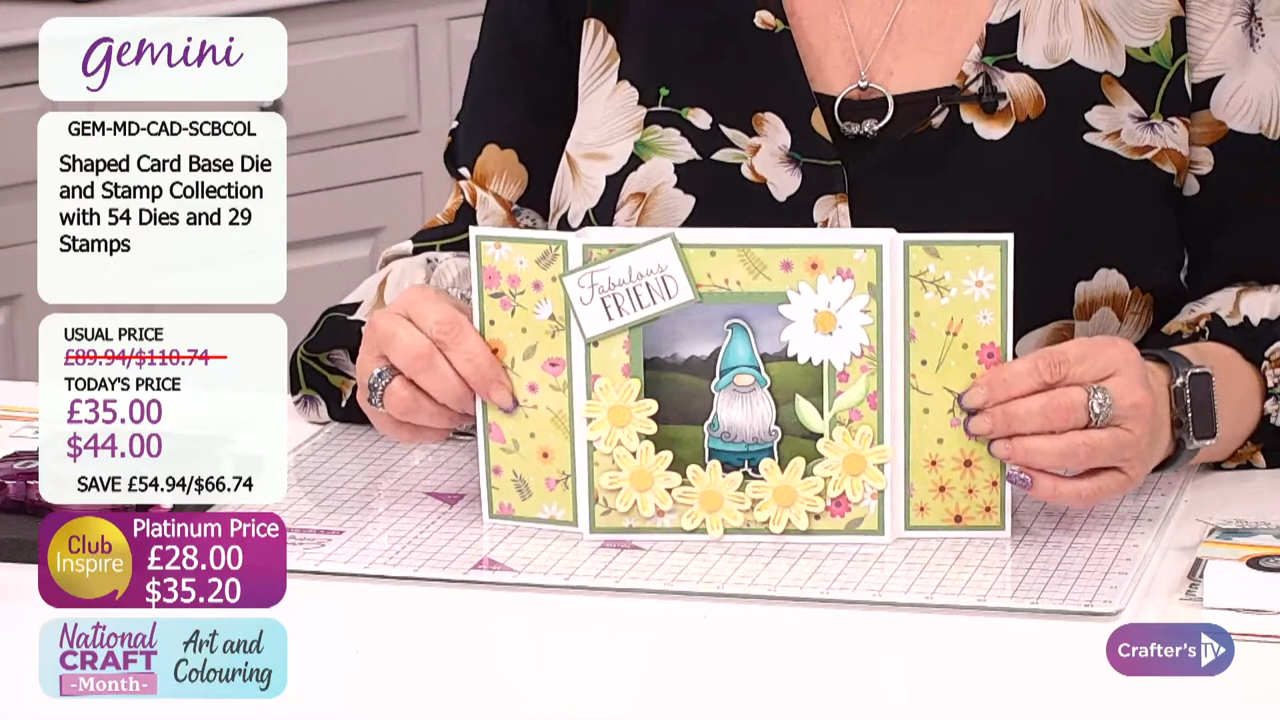 gemini
GEM-MD-CAD-SCBCOL
Shaped Card Base Die
and Stamp Collection
with 54 Dies and 29
Stamps
USUAL PRICE
£89.94/$110.74
TODAY'S PRICE
£35.00
$44.00
SAVE £54.94/$66.74
Club
Inspire
Platinum Price
£28.00
$35.20
National
CRAFT
-Month-
Art and
Colouring
Fabulous
FRIEND
Crafter's TV